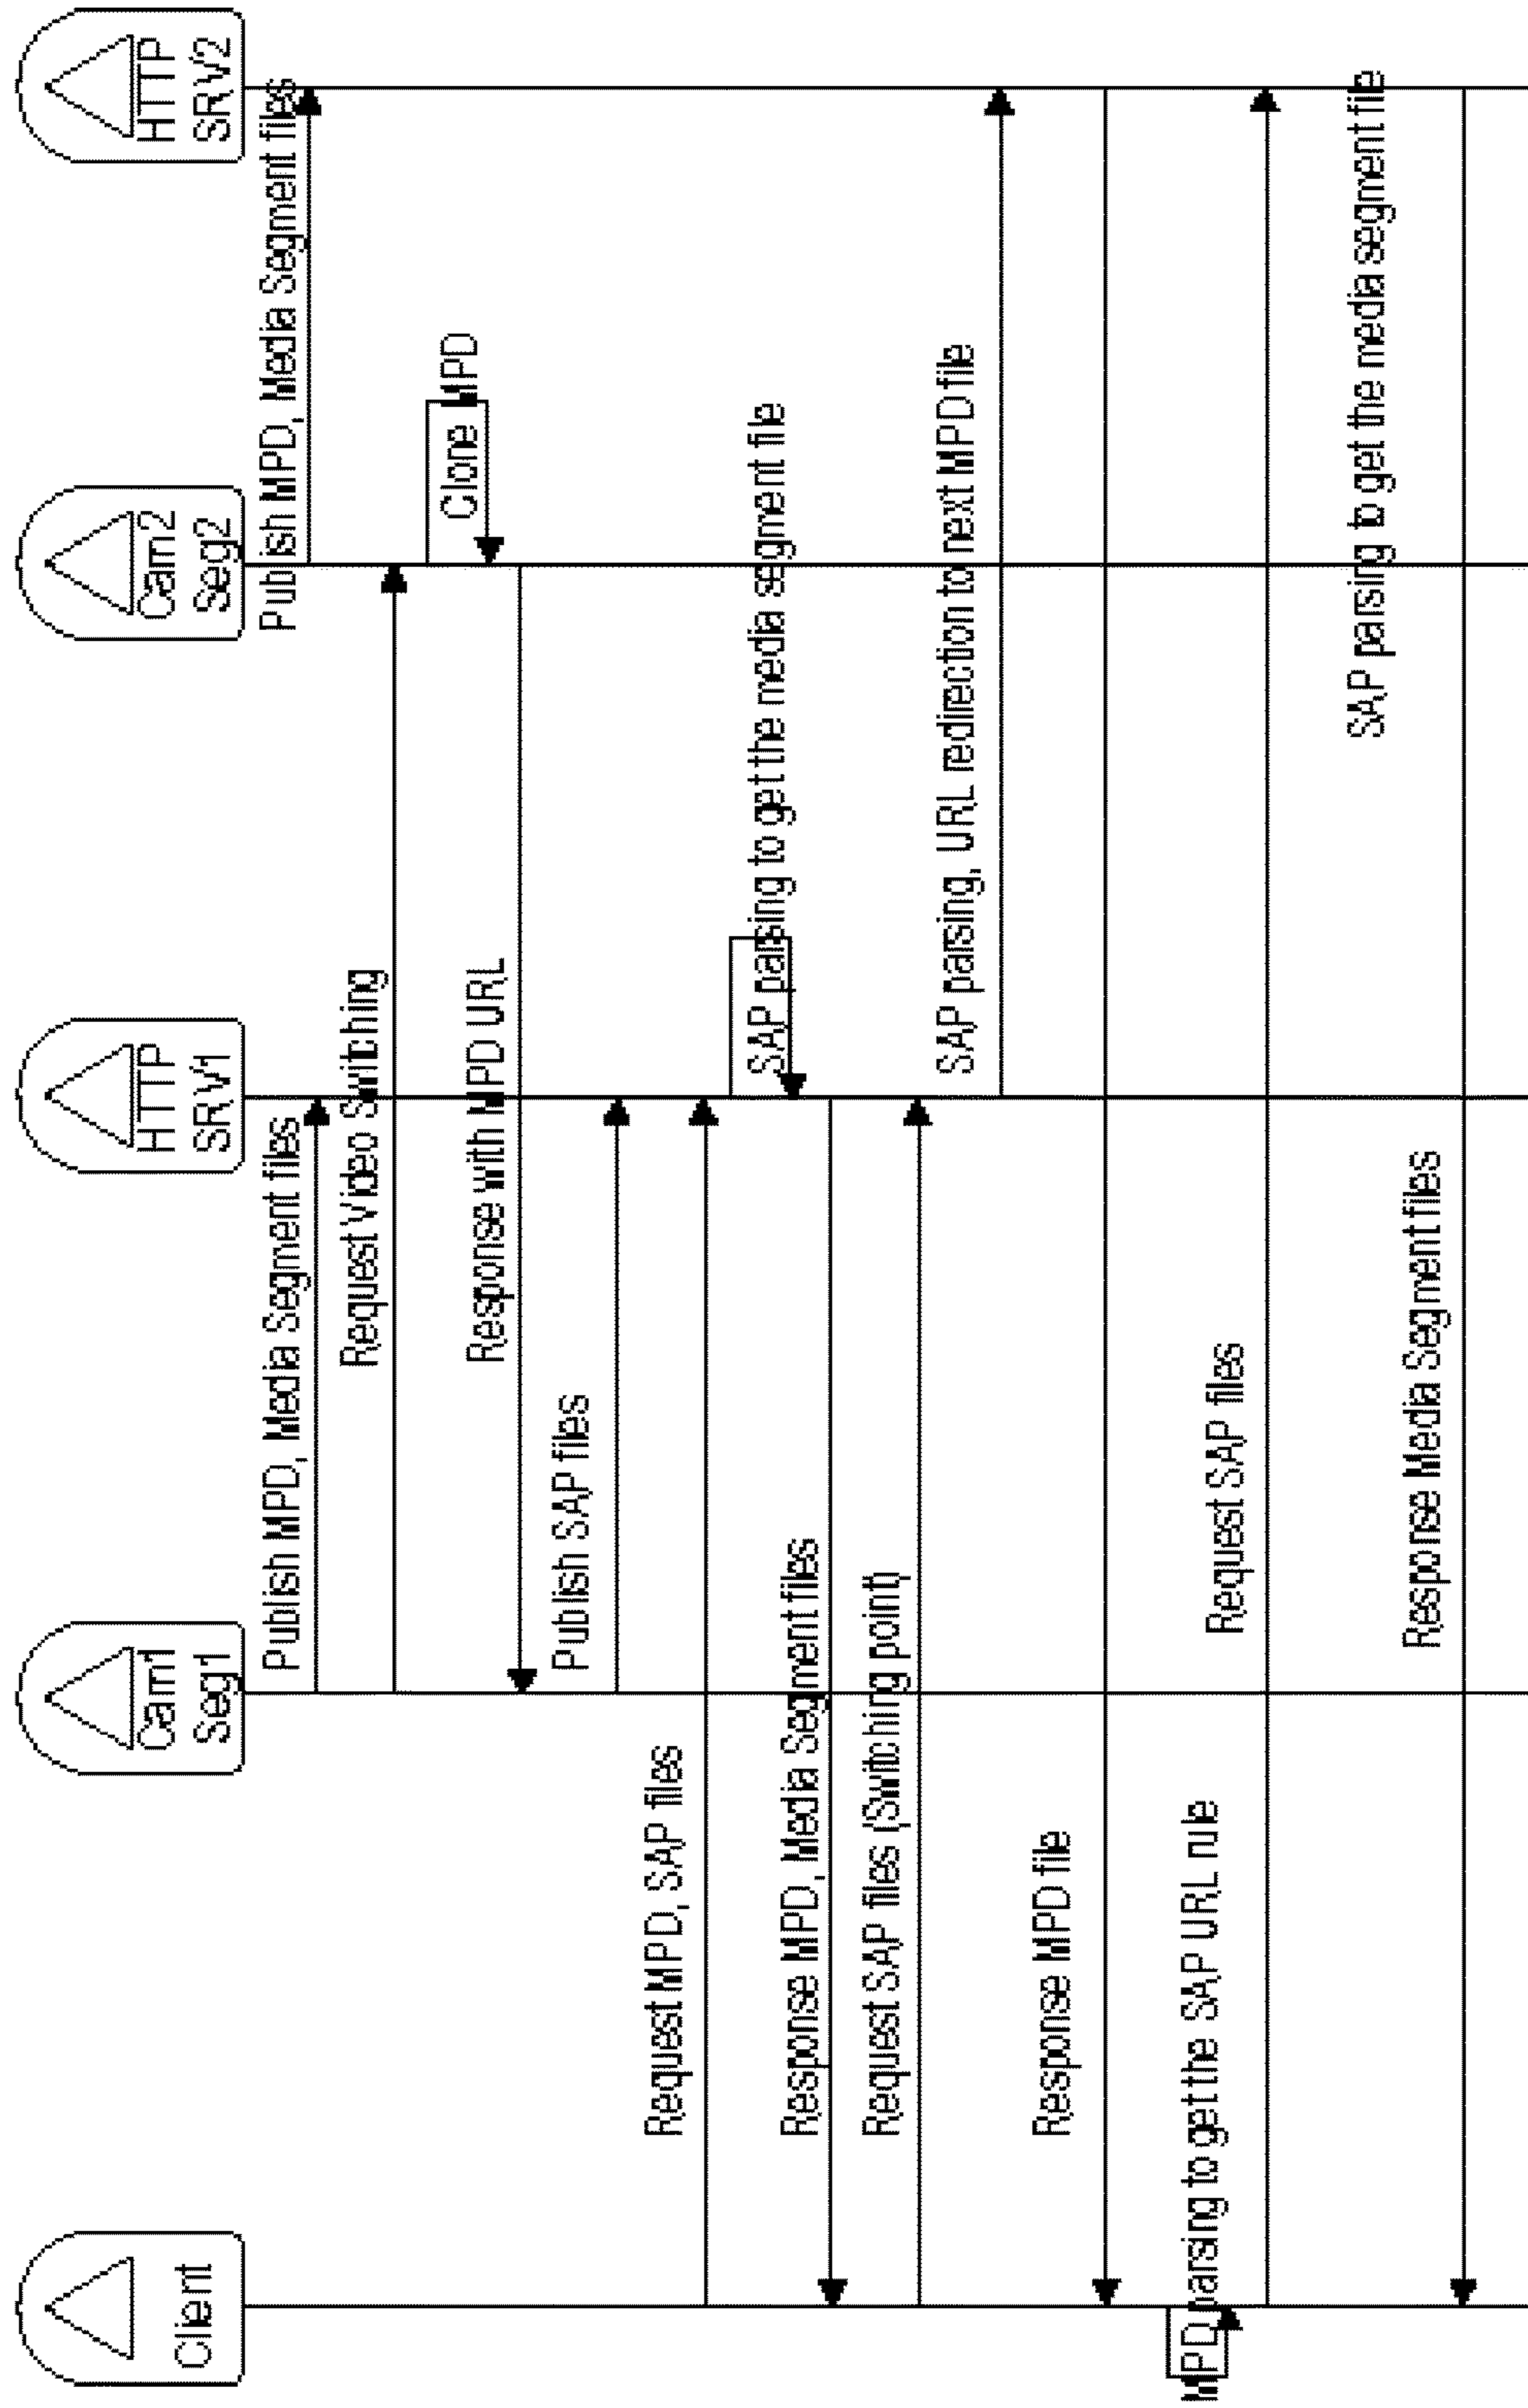 Client
Cam1
Seg1
HTTP
SRV1
Cam2
Seg2
HTTP
SRV2
Publish MPD, Media Segment files
Publish MPD, Media Segment files
Request Video Switching
Clone MPD
Response with MPD URL
Publish SAP files
Request MPD, SAP files
SAP parsing to get the media segment file
Response MPD, Media Segment files
Request SAP files (Switching point)
SAP parsing, URL redirection to next MPD file
Response MPD file
MPD parsing to get the SAP URL rule
Request SAP files
SAP parsing to get the media segment file
Response Media Segment files